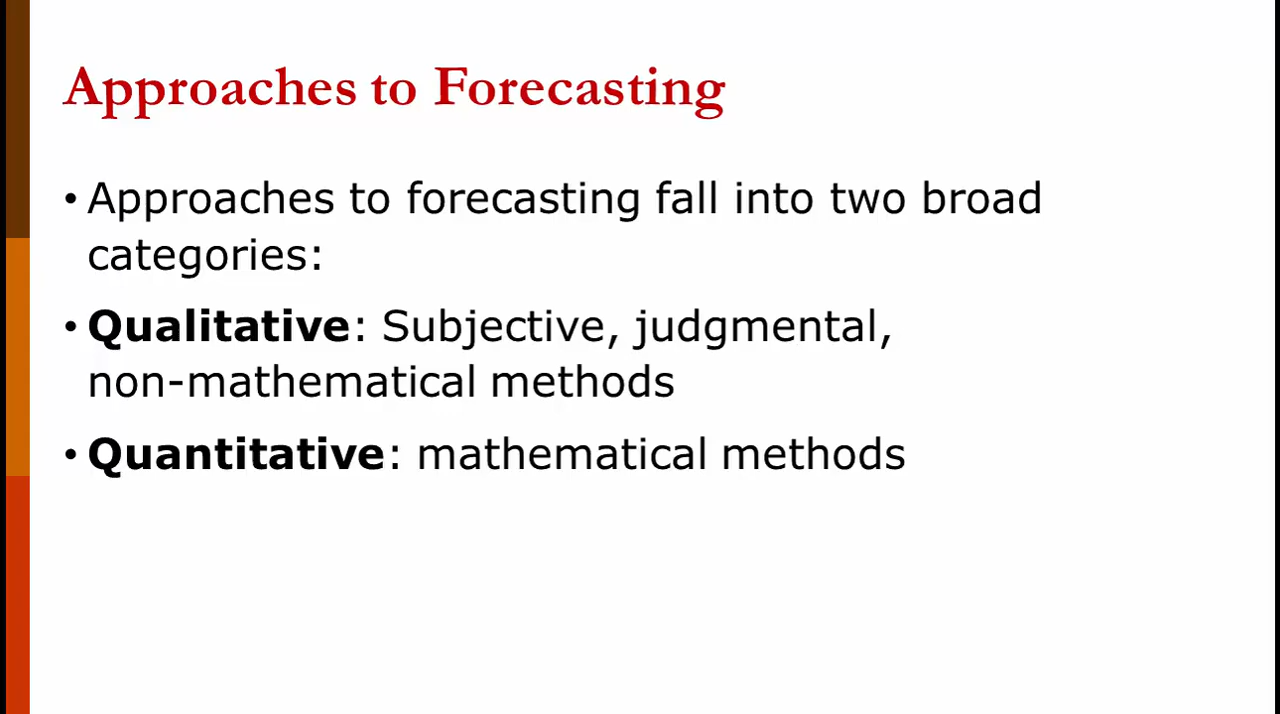 Approaches to Forecasting
• Approaches to forecasting fall into two broad
categories:
• Qualitative: Subjective, judgmental,
non-mathematical methods
• Quantitative: mathematical methods